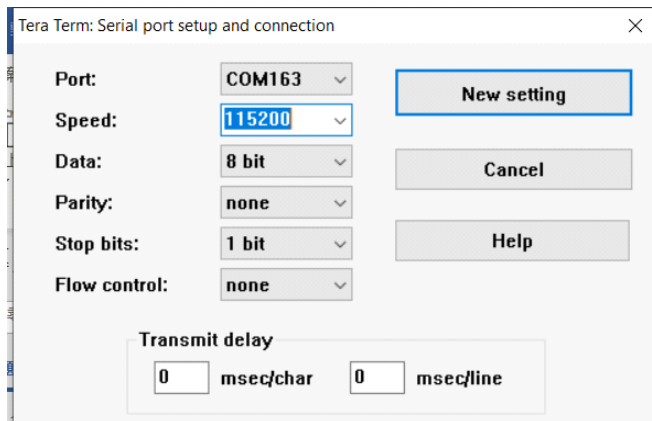 Tera Term: Serial port setup and connection
Port: COM163 New setting
Speed: 115200
Data: 8 bit Cancel
Parity: none
Stop bits: 1 bit Help
Flow control: none
Transmit delay
0 msec/char 0 msec/line